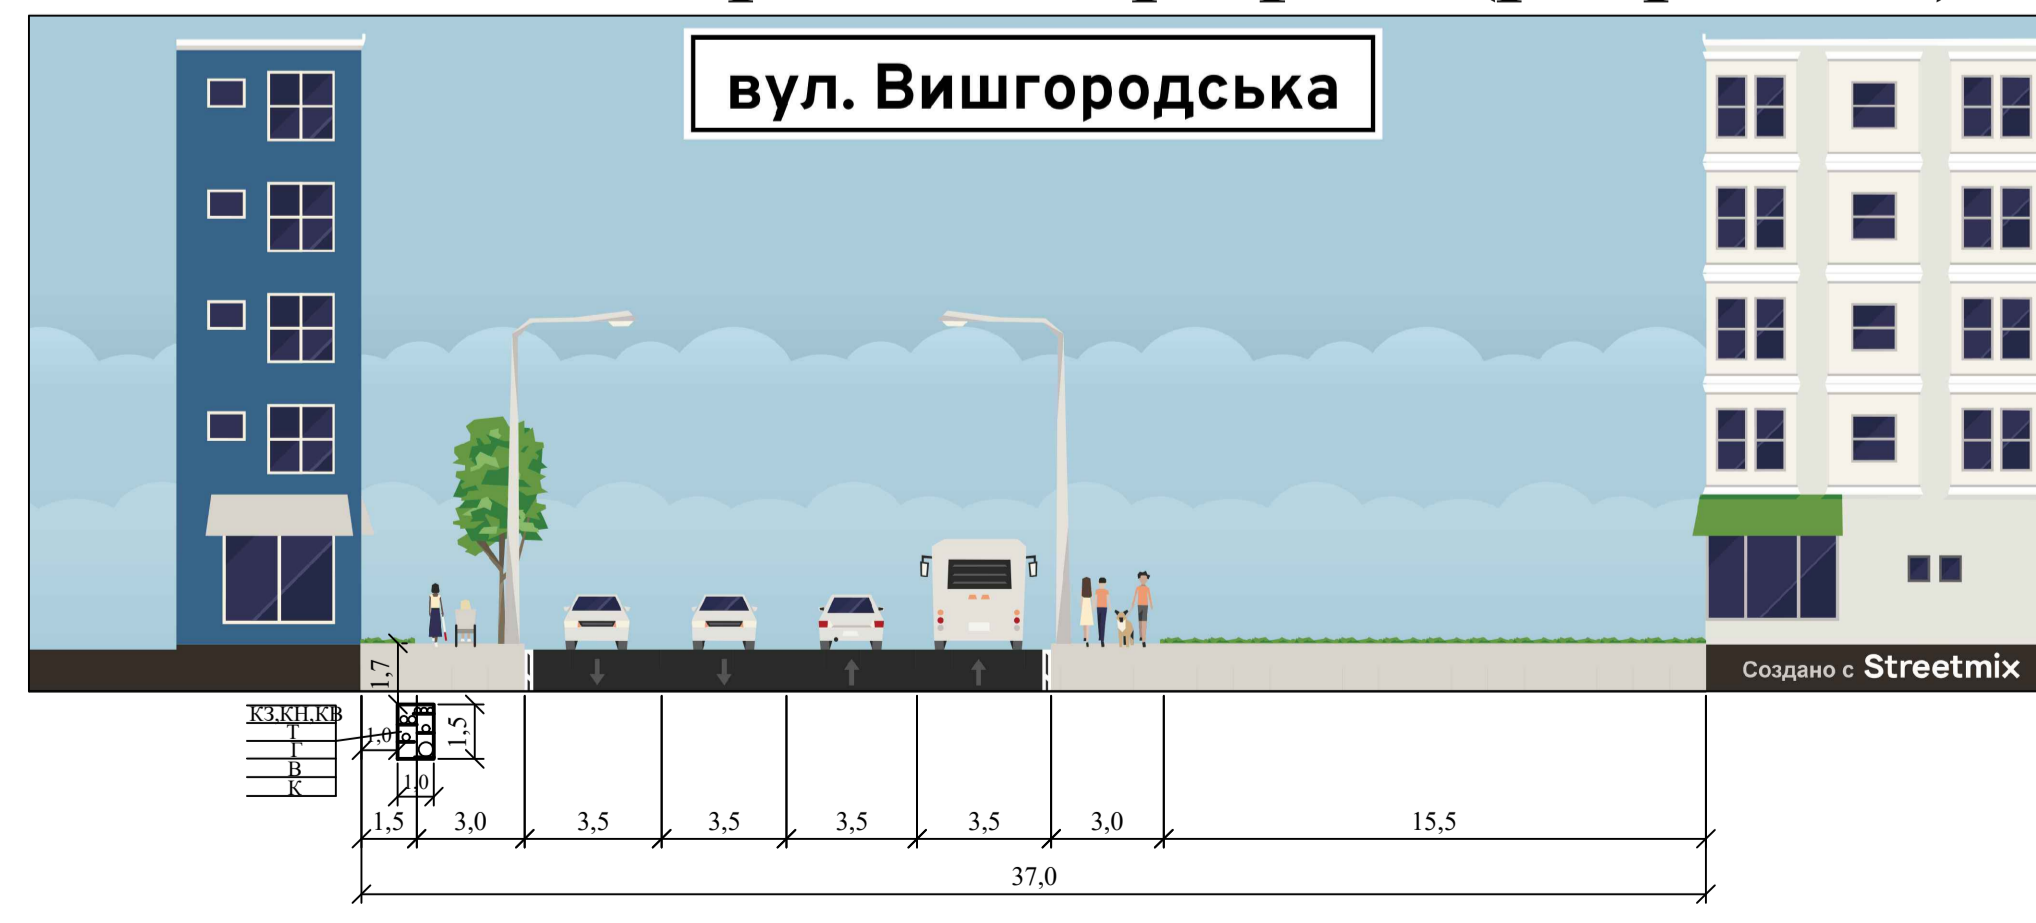 вул. Вишгородська
Создано с Streetmix
1,7
КЗ,КН,КВ
Т
Г
В
К
1,0
1,5
1,0
1,5 3,0 3,5 3,5 3,5 3,5 3,0 15,5
37,0